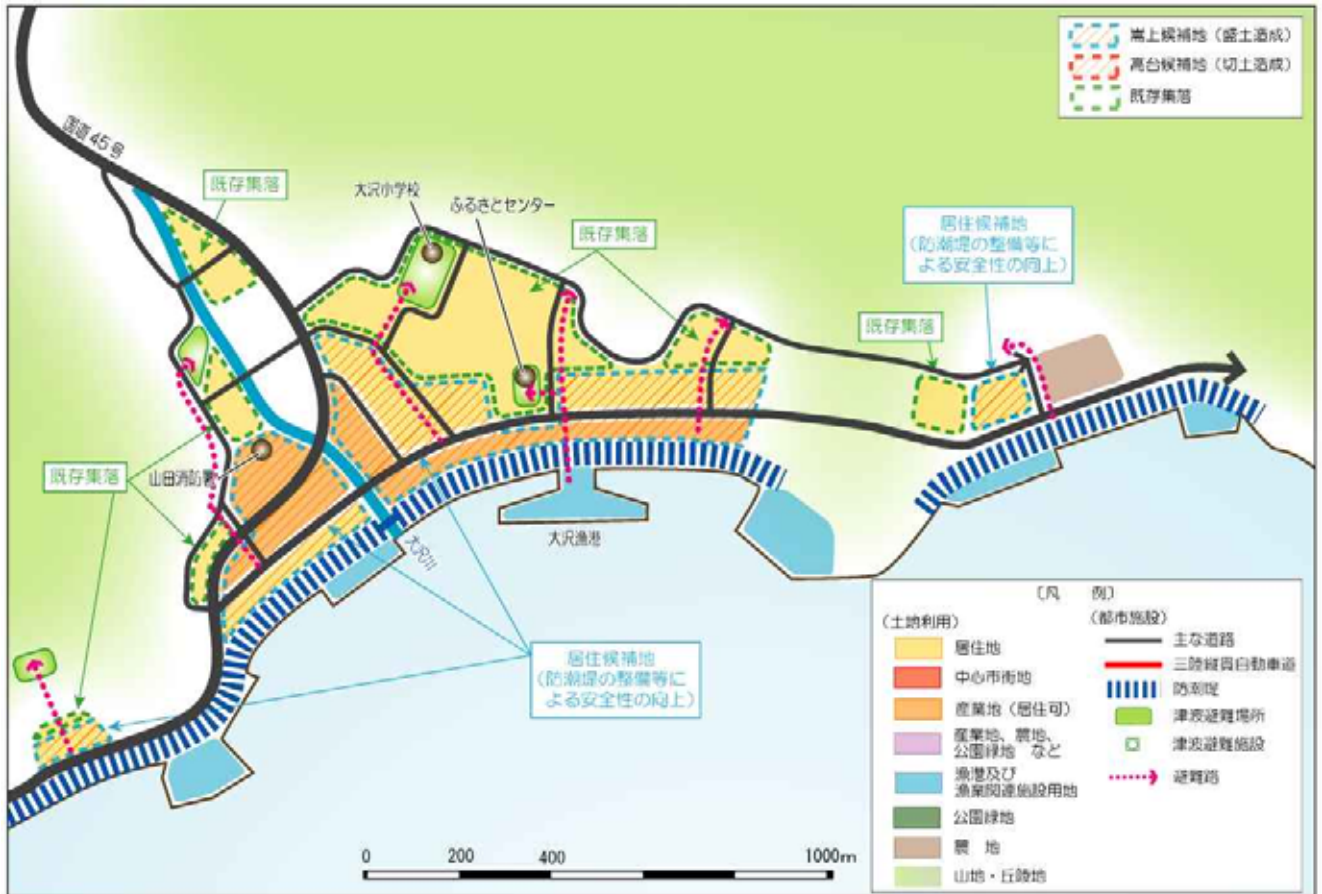 嵩上候補地（盛土造成）
高台候補地（切土造成）
既存集落
国道45号
既存集落
大沢小学校
ふるさとセンター
既存集落
居住候補地
（防潮堤の整備等に
よる安全性の向上）
既存集落
既存集落
山田消防署
大沢川
大沢漁港
居住候補地
（防潮堤の整備等に
よる安全性の向上）
0 200 400 1000m
〔凡 例〕
（土地利用）
居住地
中心市街地
産業地（居住可）
産業地、農地、
公園緑地 など
漁港及び
漁業関連施設用地
公園緑地
農 地
山地・丘陵地
（都市施設）
主な道路
三陸縦貫自動車道
防潮堤
津波避難場所
津波避難施設
避難路